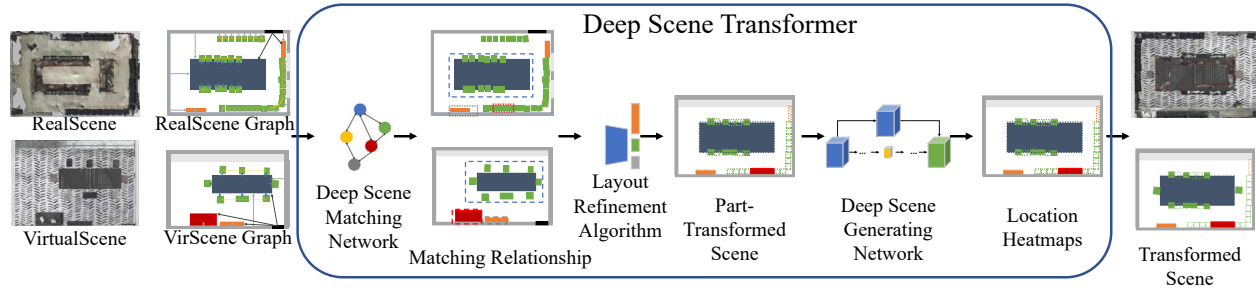 Deep Scene Transformer
RealScene
RealScene Graph
VirtualScene
VirScene Graph
Deep Scene
Matching
Network
Matching Relationship
Layout
Refinement
Algorithm
Part-
Transformed
Scene
Deep Scene
Generating
Network
Location
Heatmaps
Transformed
Scene